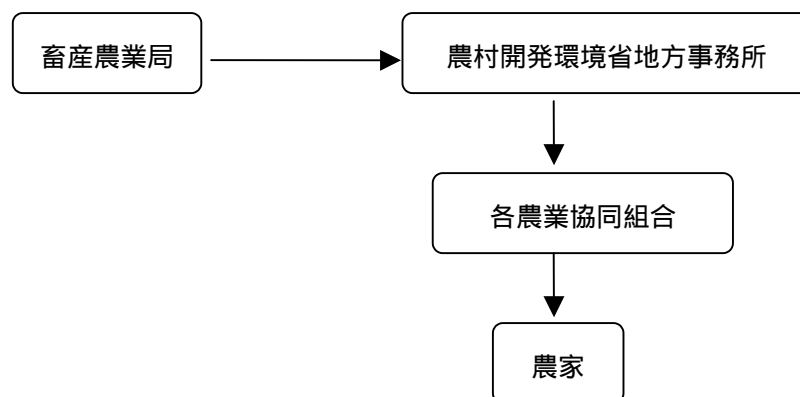 畜産農業局
農村開発環境省地方事務所
各農業協同組合
農家